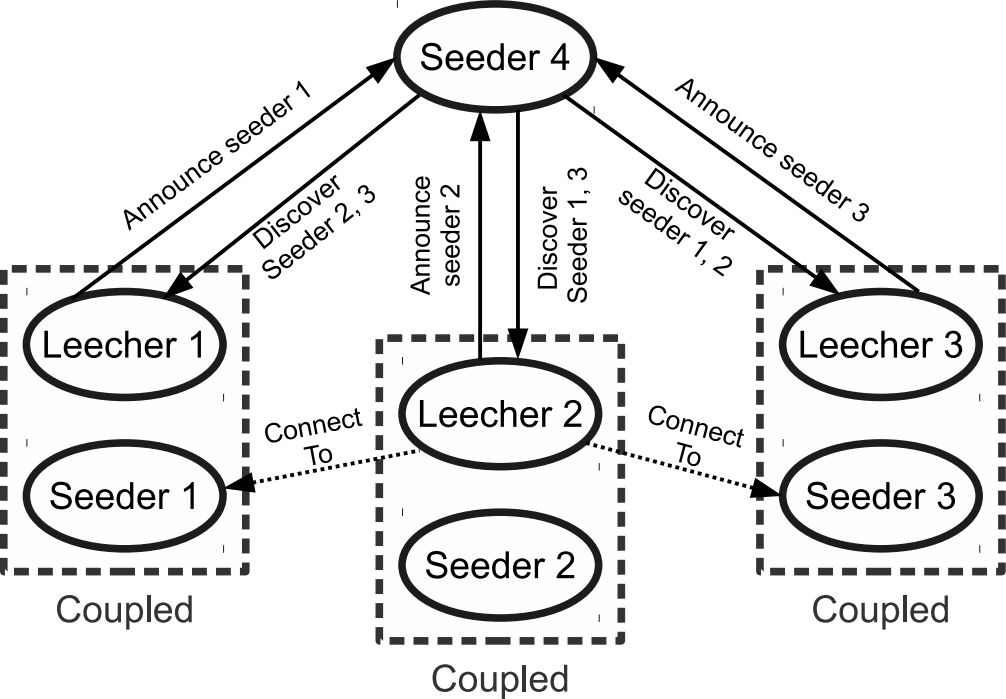 Seeder 4
Announce seeder 1
Discover
Seeder 2, 3
Announce
seeder 2
Discover
Seeder 1, 3
Discover
seeder 1, 2
Announce seeder 3
Leecher 1
Seeder 1
Coupled
Connect
To
Leecher 2
Seeder 2
Coupled
Connect
To
Leecher 3
Seeder 3
Coupled